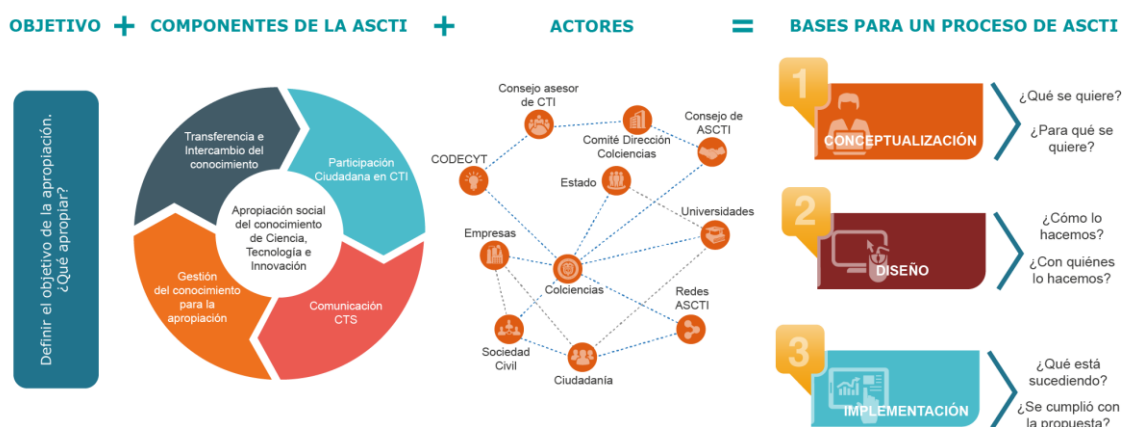 OBJETIVO + COMPONENTES DE LA ASCTI + ACTORES = BASES PARA UN PROCESO DE ASCTI
Definir el objetivo de la apropiación.
¿Qué apropiar?
Transferencia e
Intercambio del
conocimiento
Participación
Ciudadana en CTI
Apropiación social
del conocimiento
de Ciencia,
Tecnología e
Innovación
Gestión
del conocimiento
para la
apropiación
Comunicación
CTS
Consejo asesor
de CTI
Comité Dirección
Colciencias
Consejo de
ASCTI
CODECYT
Estado
Universidades
Empresas
Colciencias
Redes
ASCTI
Sociedad
Civil
Ciudadanía
1
CONCEPTUALIZACIÓN
¿Qué se quiere?
¿Para qué se
quiere?
2
DISEÑO
¿Cómo lo
hacemos?
¿Con quiénes
lo hacemos?
3
IMPLEMENTACIÓN
¿Qué está
sucediendo?
¿Se cumplió con
la propuesta?